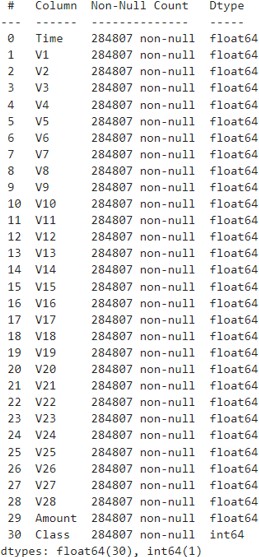 #   Column  Non-Null Count   Dtype
--- ------  --------------   -----
0   Time    284807 non-null  float64
1   V1      284807 non-null  float64
2   V2      284807 non-null  float64
3   V3      284807 non-null  float64
4   V4      284807 non-null  float64
5   V5      284807 non-null  float64
6   V6      284807 non-null  float64
7   V7      284807 non-null  float64
8   V8      284807 non-null  float64
9   V9      284807 non-null  float64
10  V10     284807 non-null  float64
11  V11     284807 non-null  float64
12  V12     284807 non-null  float64
13  V13     284807 non-null  float64
14  V14     284807 non-null  float64
15  V15     284807 non-null  float64
16  V16     284807 non-null  float64
17  V17     284807 non-null  float64
18  V18     284807 non-null  float64
19  V19     284807 non-null  float64
20  V20     284807 non-null  float64
21  V21     284807 non-null  float64
22  V22     284807 non-null  float64
23  V23     284807 non-null  float64
24  V24     284807 non-null  float64
25  V25     284807 non-null  float64
26  V26     284807 non-null  float64
27  V27     284807 non-null  float64
28  V28     284807 non-null  float64
29  Amount  284807 non-null  float64
30  Class   284807 non-null  int64
dtypes: float64(30), int64(1)